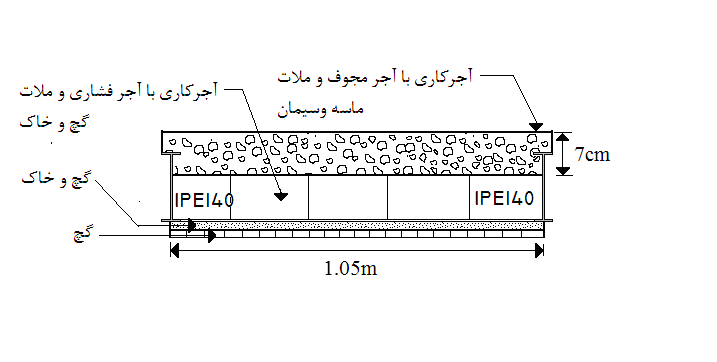 آجرکاری با آجر مجوف و ملات
ماسه وسیمان
آجرکاری با آجر فشاری و ملات
گچ و خاک
7cm
گچ و خاک
IPE140
IPE140
گچ
1.05m